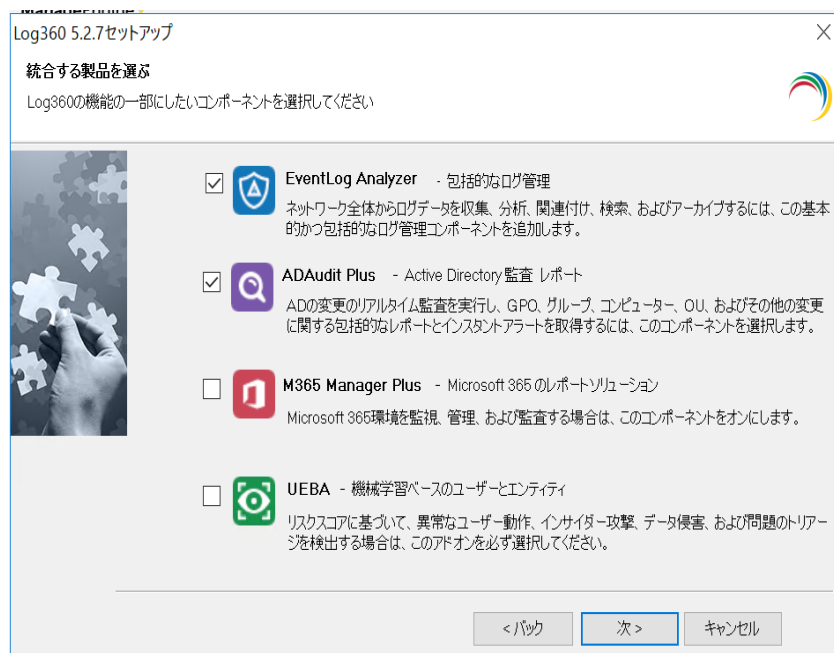 ManageEngine
Log360 5.2.7セットアップ
統合する製品を選ぶ
Log360の機能の一部にしたいコンポーネントを選択してください
EventLog Analyzer - 包括的なログ管理
ネットワーク全体からログデータを収集、分析、関連付け、検索、およびアーカイブするには、この基本
的かつ包括的なログ管理コンポーネントを追加します。
ADAudit Plus - Active Directory監査 レポート
ADの変更のリアルタイム監査を実行し、GPO、グループ、コンピューター、OU、およびその他の変更
に関する包括的なレポートとインスタントアラートを取得するには、このコンポーネントを選択します。
M365 Manager Plus - Microsoft 365 のレポートソリューション
Microsoft 365環境を監視、管理、および監査する場合は、このコンポーネントをオンにします。
UEBA - 機械学習ベースのユーザーとエンティティ
リスクスコアに基づいて、異常なユーザー動作、インサイダー攻撃、データ侵害、および問題のトリアー
ジを検出する場合は、このアドオンを必ず選択してください。
< バック 次 > キャンセル